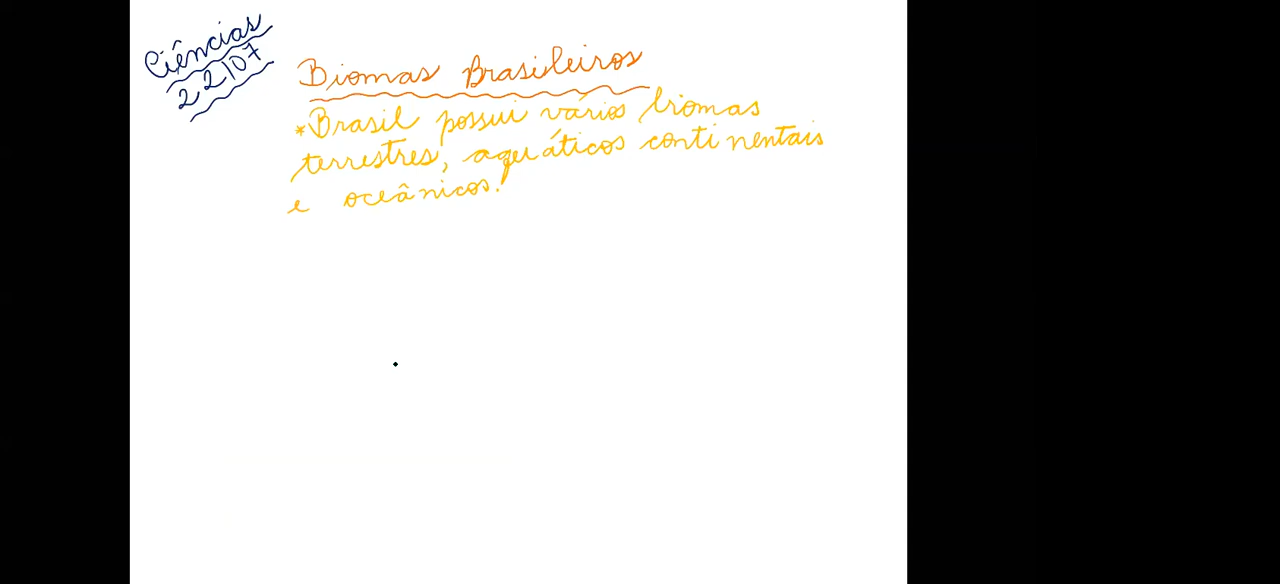 Ciências
22/07
Biomas Brasileiros
*Brasil possui vários biomas
terrestres, aquáticos continentais
e oceânicos.